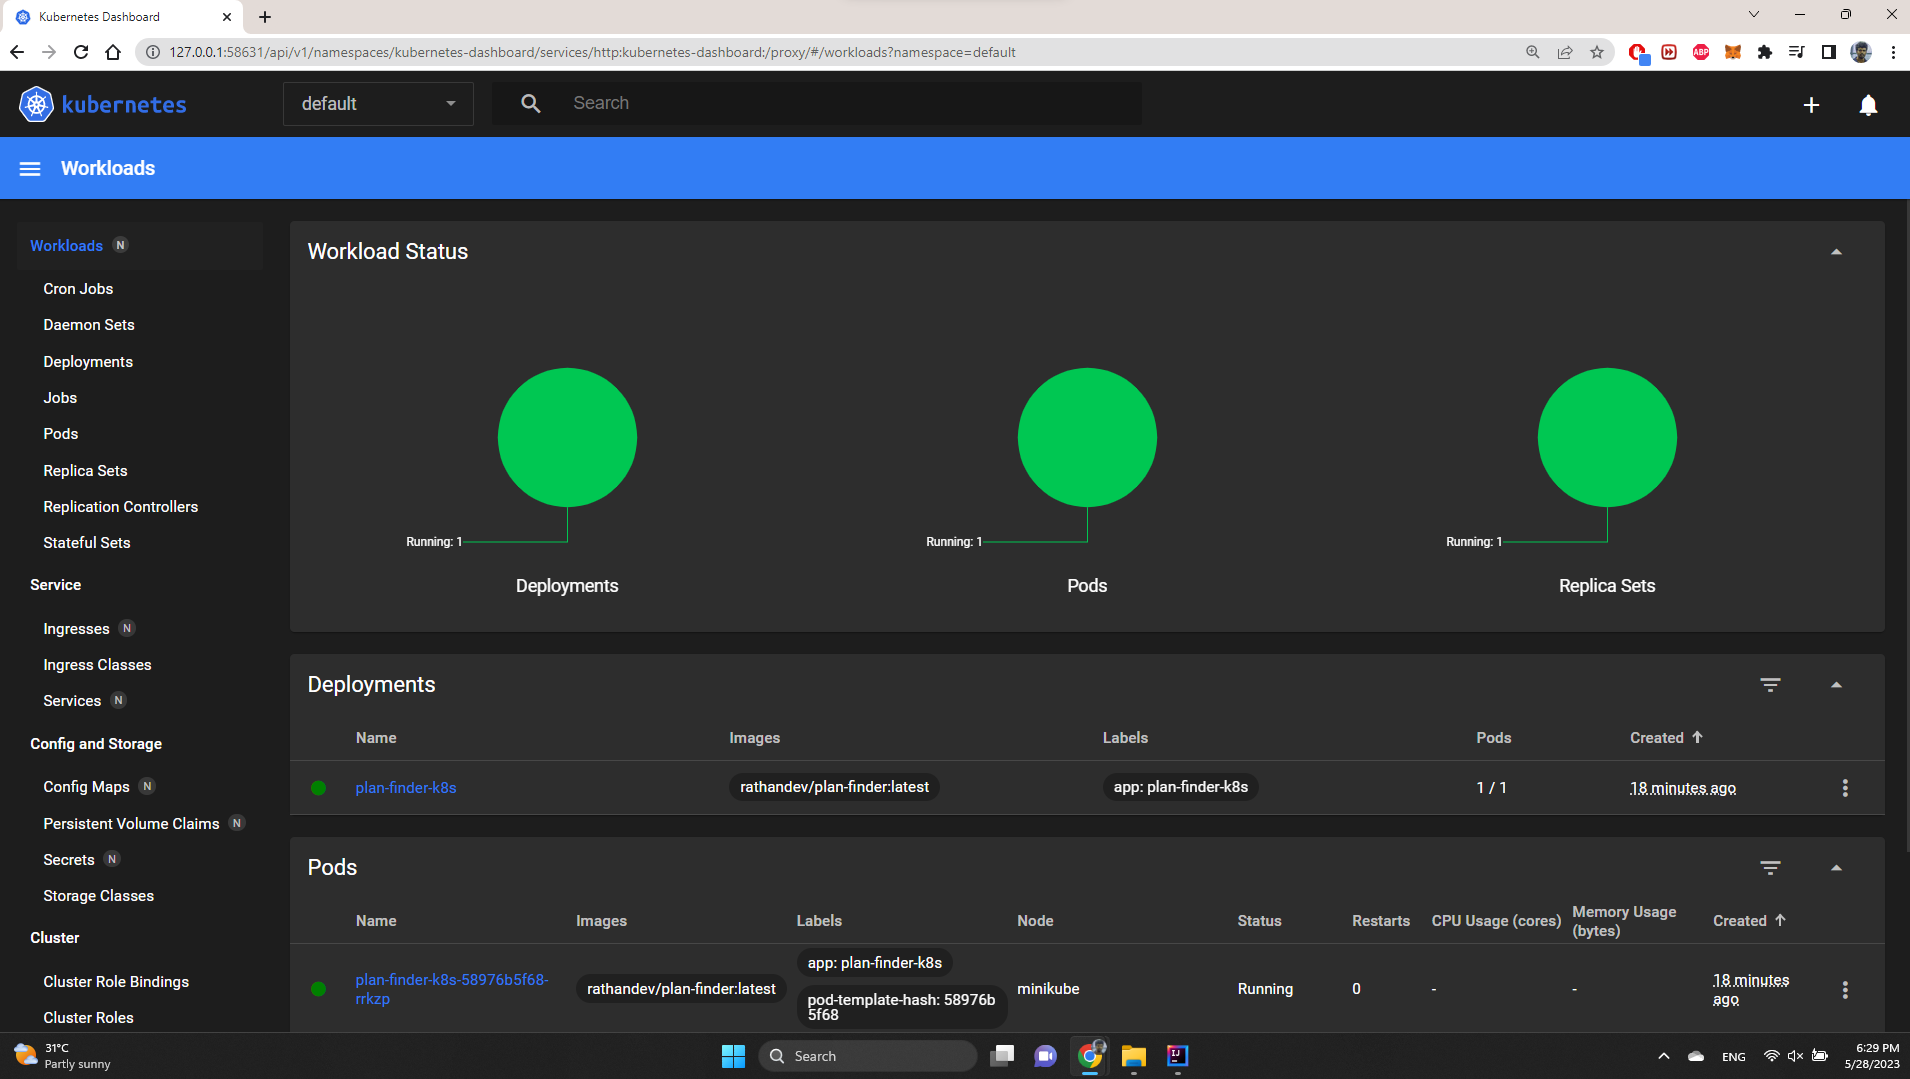 Kubernetes Dashboard
127.0.0.1:58631/api/v1/namespaces/kubernetes-dashboard/services/http:kubernetes-dashboard:/proxy/#/workloads?namespace=default
ABP
kubernetes
default
Search
Workloads
Workloads N
Cron Jobs
Daemon Sets
Deployments
Jobs
Pods
Replica Sets
Replication Controllers
Stateful Sets
Service
Ingresses N
Ingress Classes
Services N
Config and Storage
Config Maps N
Persistent Volume Claims N
Secrets N
Storage Classes
Cluster
Cluster Role Bindings
Cluster Roles
Workload Status
Running: 1
Deployments
Running: 1
Pods
Running: 1
Replica Sets
Deployments
Name Images Labels Pods Created
plan-finder-k8s rathandev/plan-finder:latest app: plan-finder-k8s 1 / 1 18 minutes ago
Pods
Name Images Labels Node Status Restarts CPU Usage (cores) Memory Usage (bytes) Created
plan-finder-k8s-58976b5f68-
rrkzp
rathandev/plan-finder:latest
app: plan-finder-k8s
pod-template-hash: 58976b
5f68
minikube
Running
0
-
-
18 minutes
ago
31°C
Partly sunny
Search
IJ
ENG
6:29 PM
5/28/2023